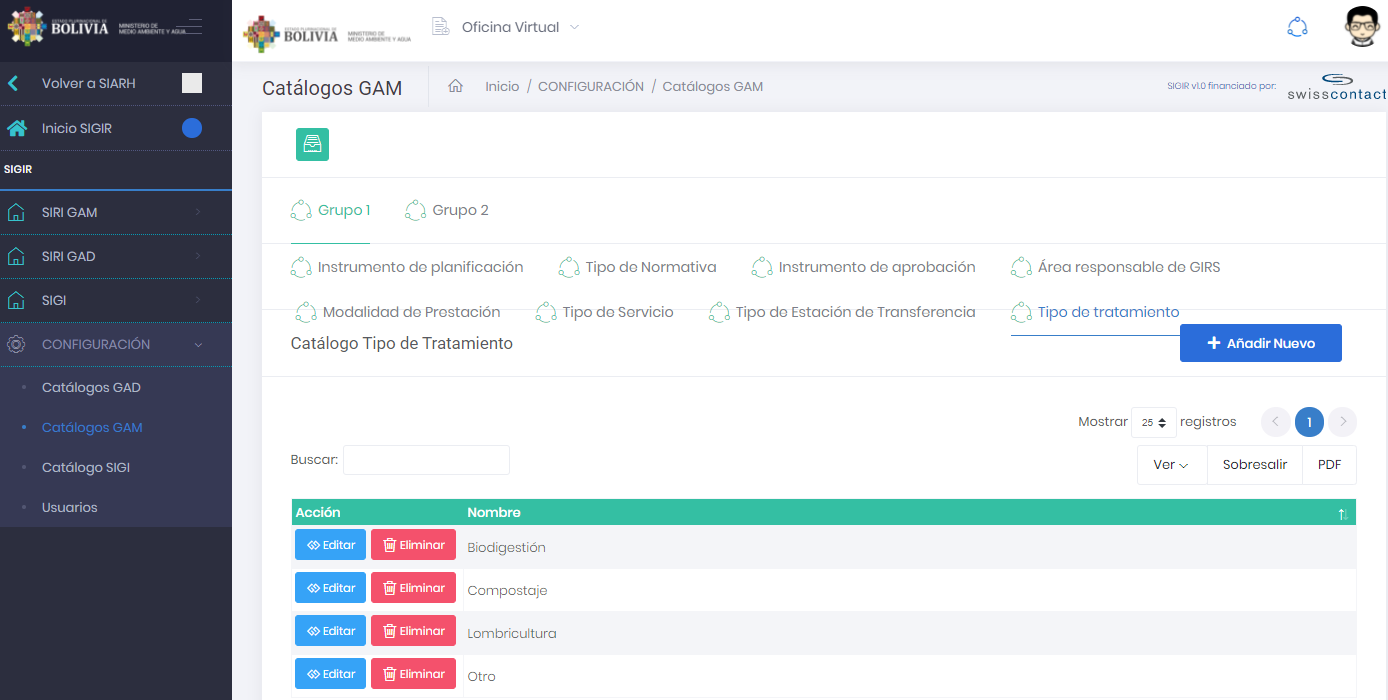 ESTADO PLURINACIONAL DE
BOLIVIA
MINISTERIO DE
MEDIO AMBIENTE Y AGUA
Volver a SIARH
Inicio SIGIR
SIGIR
SIRI GAM
SIRI GAD
SIGI
CONFIGURACIÓN
Catálogos GAD
Catálogos GAM
Catálogo SIGI
Usuarios
ESTADO PLURINACIONAL DE
BOLIVIA
MINISTERIO DE
MEDIO AMBIENTE Y AGUA
Oficina Virtual
Catálogos GAM
Inicio / CONFIGURACIÓN / Catálogos GAM
SIGIR v1.0 financiado por:
swisscontact
Grupo 1 Grupo 2
Instrumento de planificación Tipo de Normativa Instrumento de aprobación Área responsable de GIRS
Modalidad de Prestación Tipo de Servicio Tipo de Estación de Transferencia Tipo de tratamiento
Catálogo Tipo de Tratamiento
Añadir Nuevo
Mostrar 25 registros
1
Buscar:
Ver Sobresalir PDF
Acción Nombre
Editar Eliminar Biodigestión
Editar Eliminar Compostaje
Editar Eliminar Lombricultura
Editar Eliminar Otro